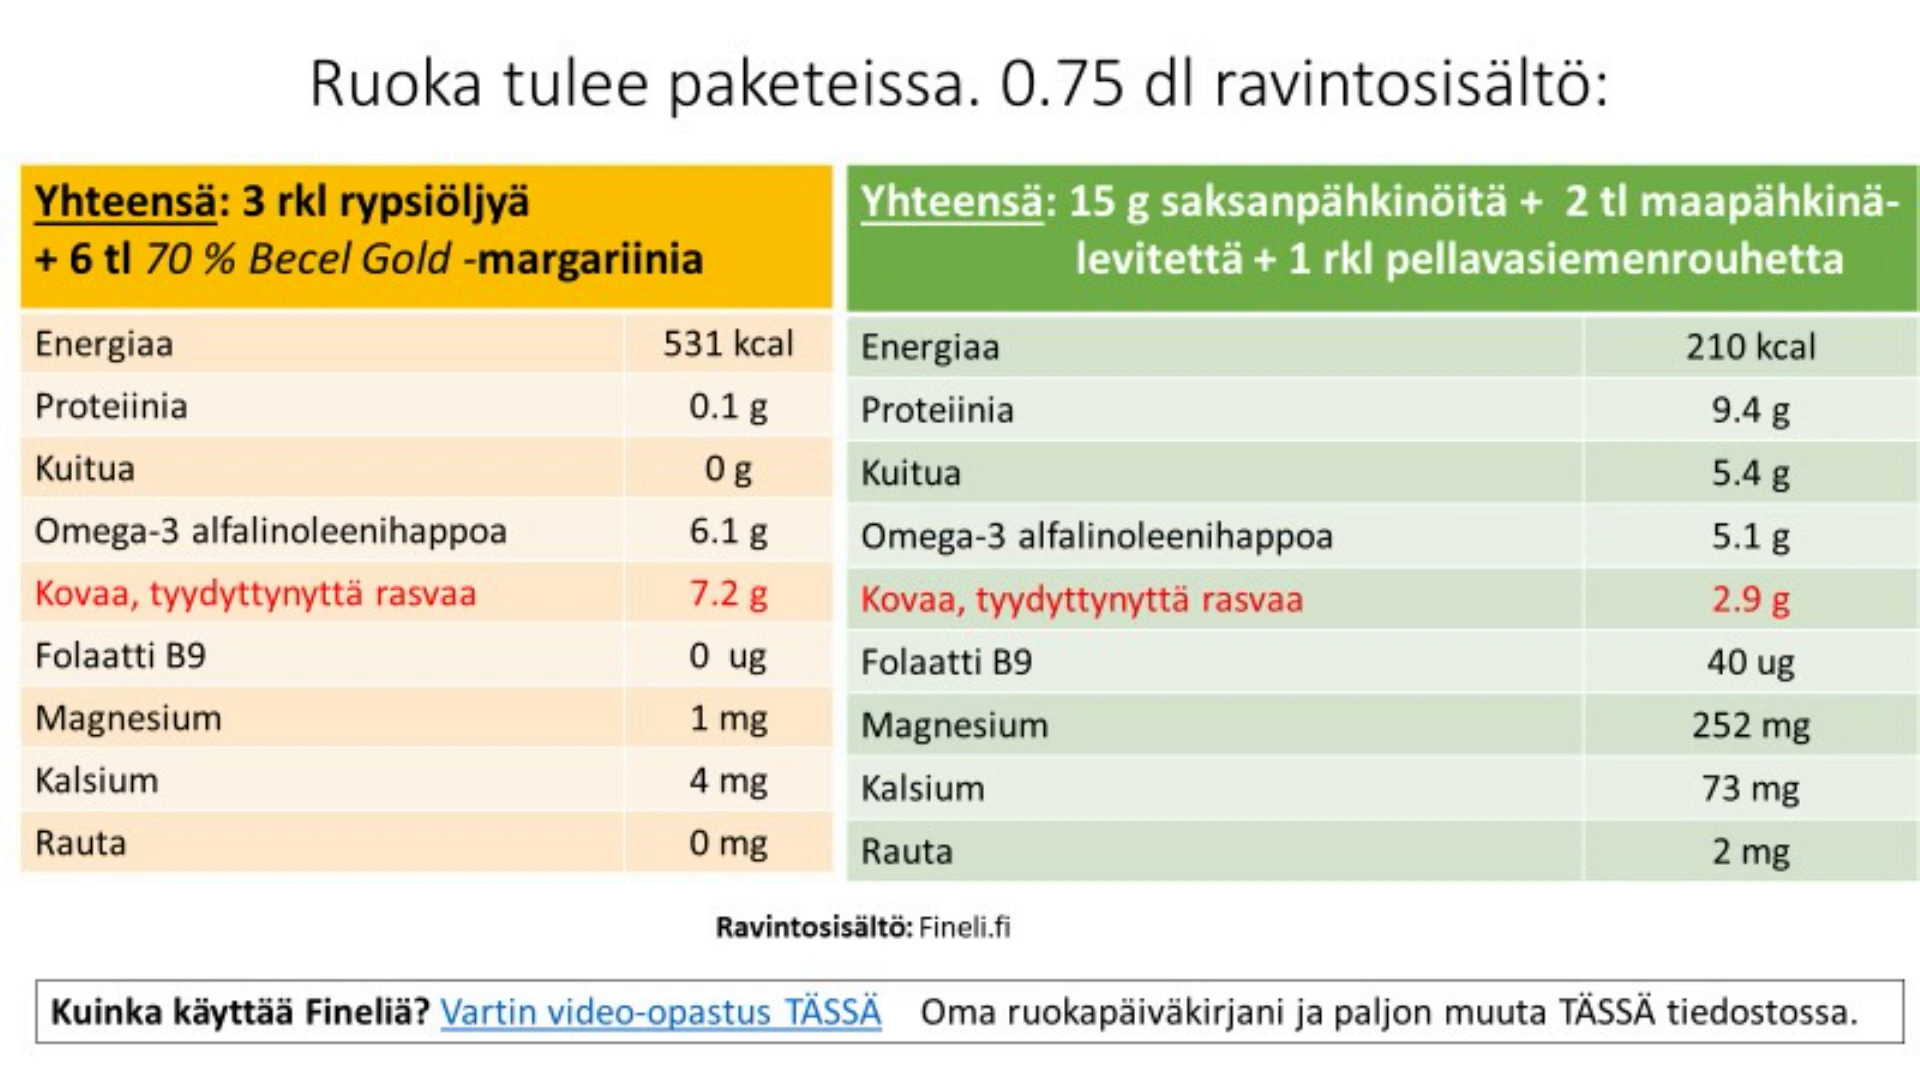 Ruoka tulee paketeissa. 0.75 dl ravintosisältö:
Yhteensä: 3 rkl rypsiöljyä
+ 6 tl 70 % Becel Gold -margariinia
Energiaa 531 kcal
Proteiinia 0.1 g
Kuitua 0 g
Omega-3 alfalinoleenihappoa 6.1 g
Kovaa, tyydyttynyttä rasvaa 7.2 g
Folaatti B9 0 ug
Magnesium 1 mg
Kalsium 4 mg
Rauta 0 mg
Yhteensä: 15 g saksanpähkinöitä + 2 tl maapähkinä-
levitettä + 1 rkl pellavasiemenrouhetta
Energiaa 210 kcal
Proteiinia 9.4 g
Kuitua 5.4 g
Omega-3 alfalinoleenihappoa 5.1 g
Kovaa, tyydyttynyttä rasvaa 2.9 g
Folaatti B9 40 ug
Magnesium 252 mg
Kalsium 73 mg
Rauta 2 mg
Ravintosisältö: Fineli.fi
Kuinka käyttää Fineliä? Vartin video-opastus TÄSSÄ Oma ruokapäiväkirjani ja paljon muuta TÄSSÄ tiedostossa.